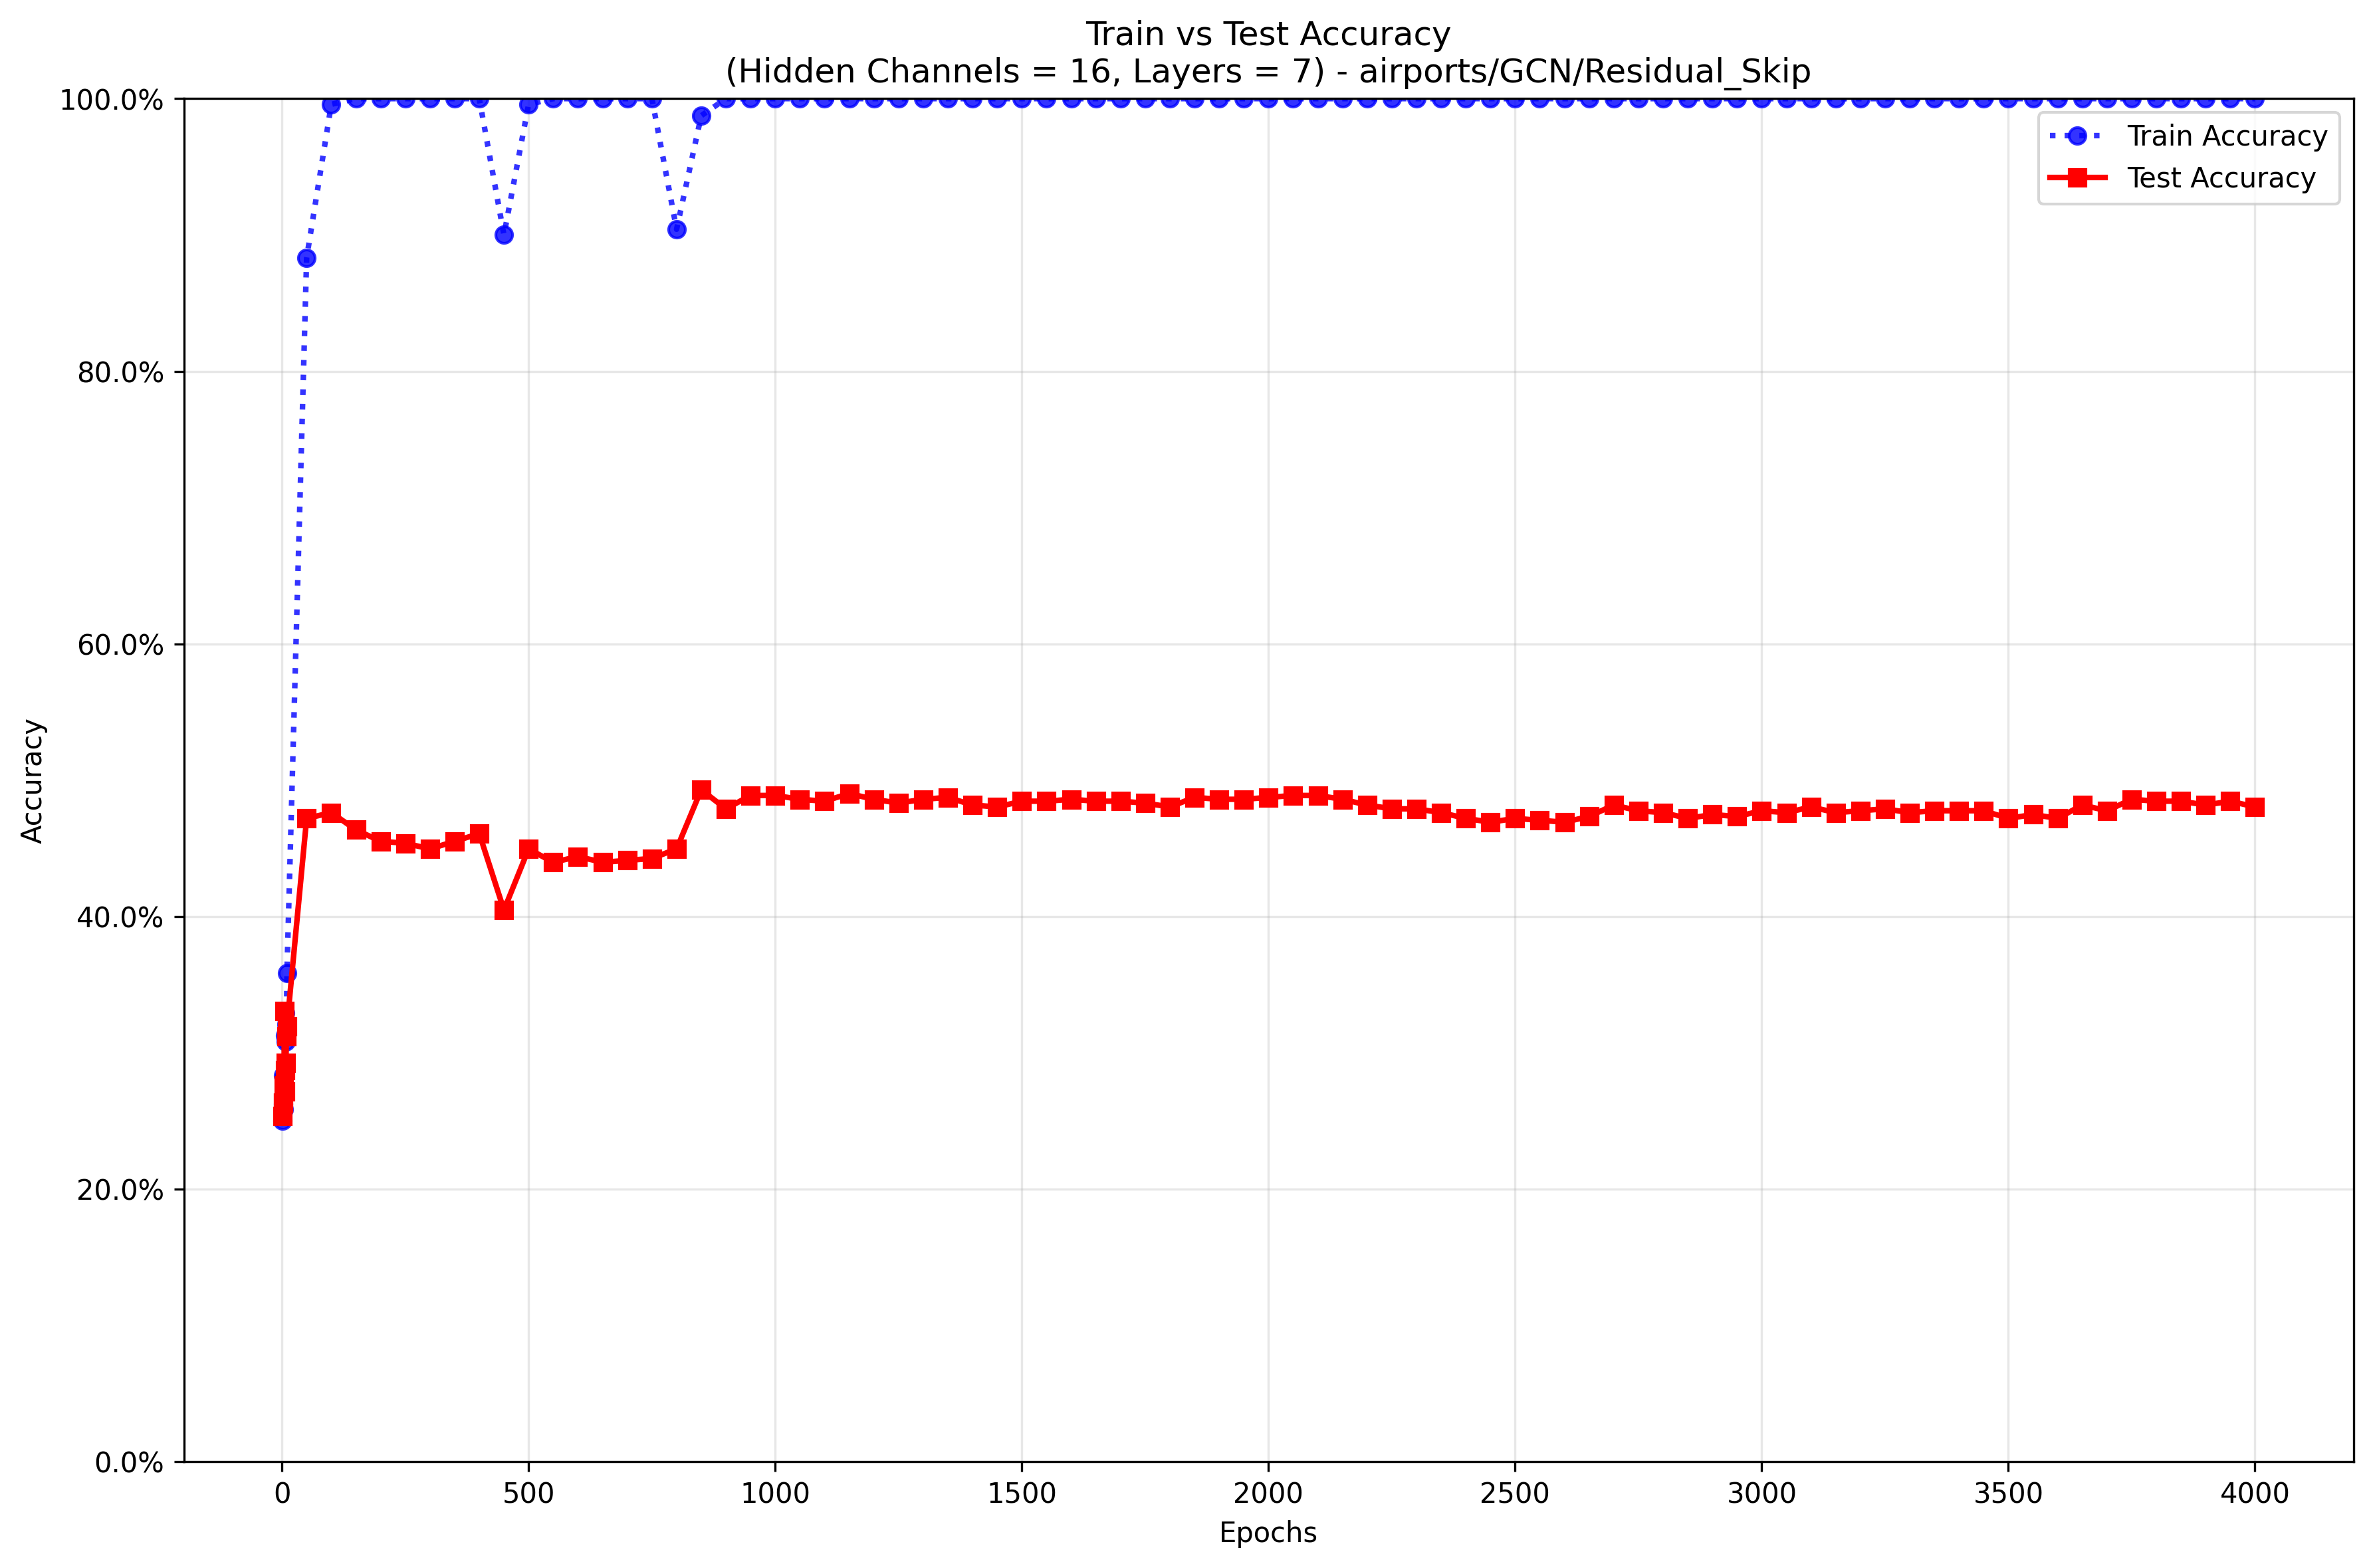 Train vs Test Accuracy
(Hidden Channels = 16, Layers = 7) - airports/GCN/Residual_Skip
100.0%
80.0%
60.0%
40.0%
20.0%
0.0%
Accuracy
Train Accuracy
Test Accuracy
0 500 1000 1500 2000 2500 3000 3500 4000
Epochs